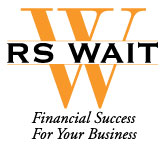 W
RS WAIT
Financial Success
For Your Business